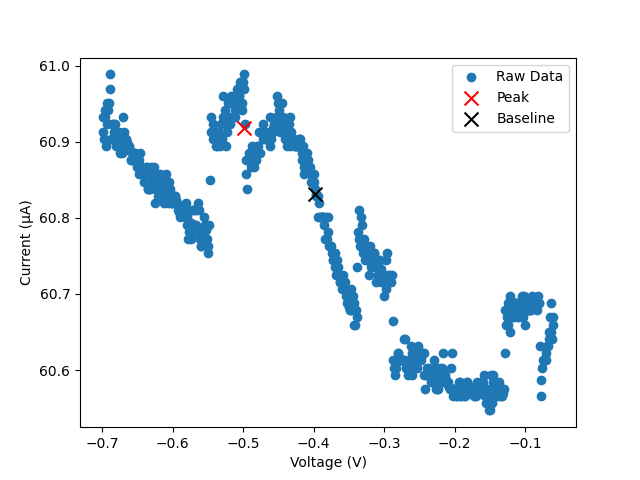 61.0
60.9
60.8
60.7
60.6
Current (μA)
−0.7 −0.6 −0.5 −0.4 −0.3 −0.2 −0.1
Voltage (V)
Raw Data
Peak
Baseline